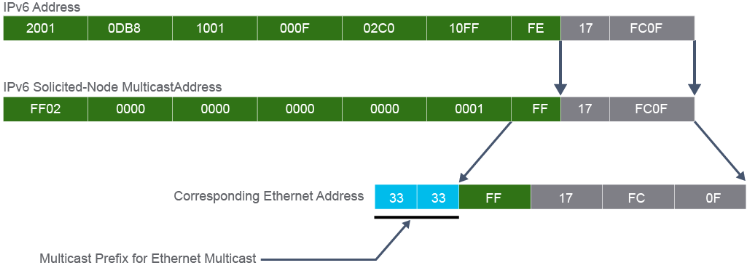 IPv6 Address
2001 0DB8 1001 000F 02C0 10FF FE 17 FC0F
IPv6 Solicited-Node MulticastAddress
FF02 0000 0000 0000 0000 0001 FF 17 FC0F
Corresponding Ethernet Address 33 33 FF 17 FC 0F
Multicast Prefix for Ethernet Multicast